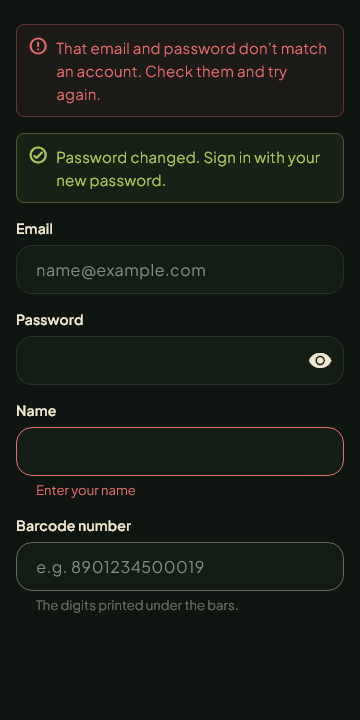 That email and password don't match
an account. Check them and try
again.
Password changed. Sign in with your
new password.
Email
name@example.com
Password
Name
Enter your name
Barcode number
e.g. 8901234500019
The digits printed under the bars.